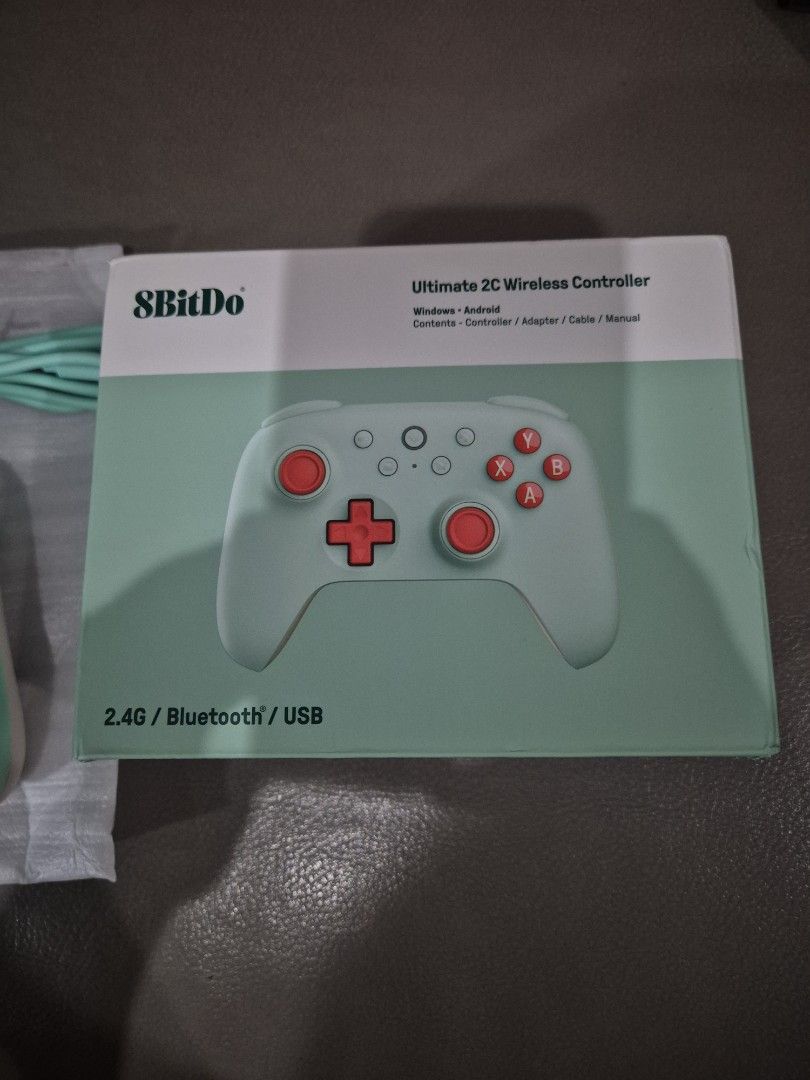 8BitDo®
Ultimate 2C Wireless Controller
Windows · Android
Contents - Controller / Adapter / Cable / Manual
Y
X B
A
2.4G / Bluetooth® / USB